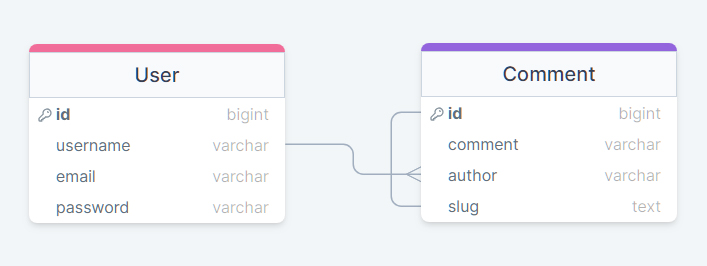 User
id bigint
username varchar
email varchar
password varchar
Comment
id bigint
comment varchar
author varchar
slug text